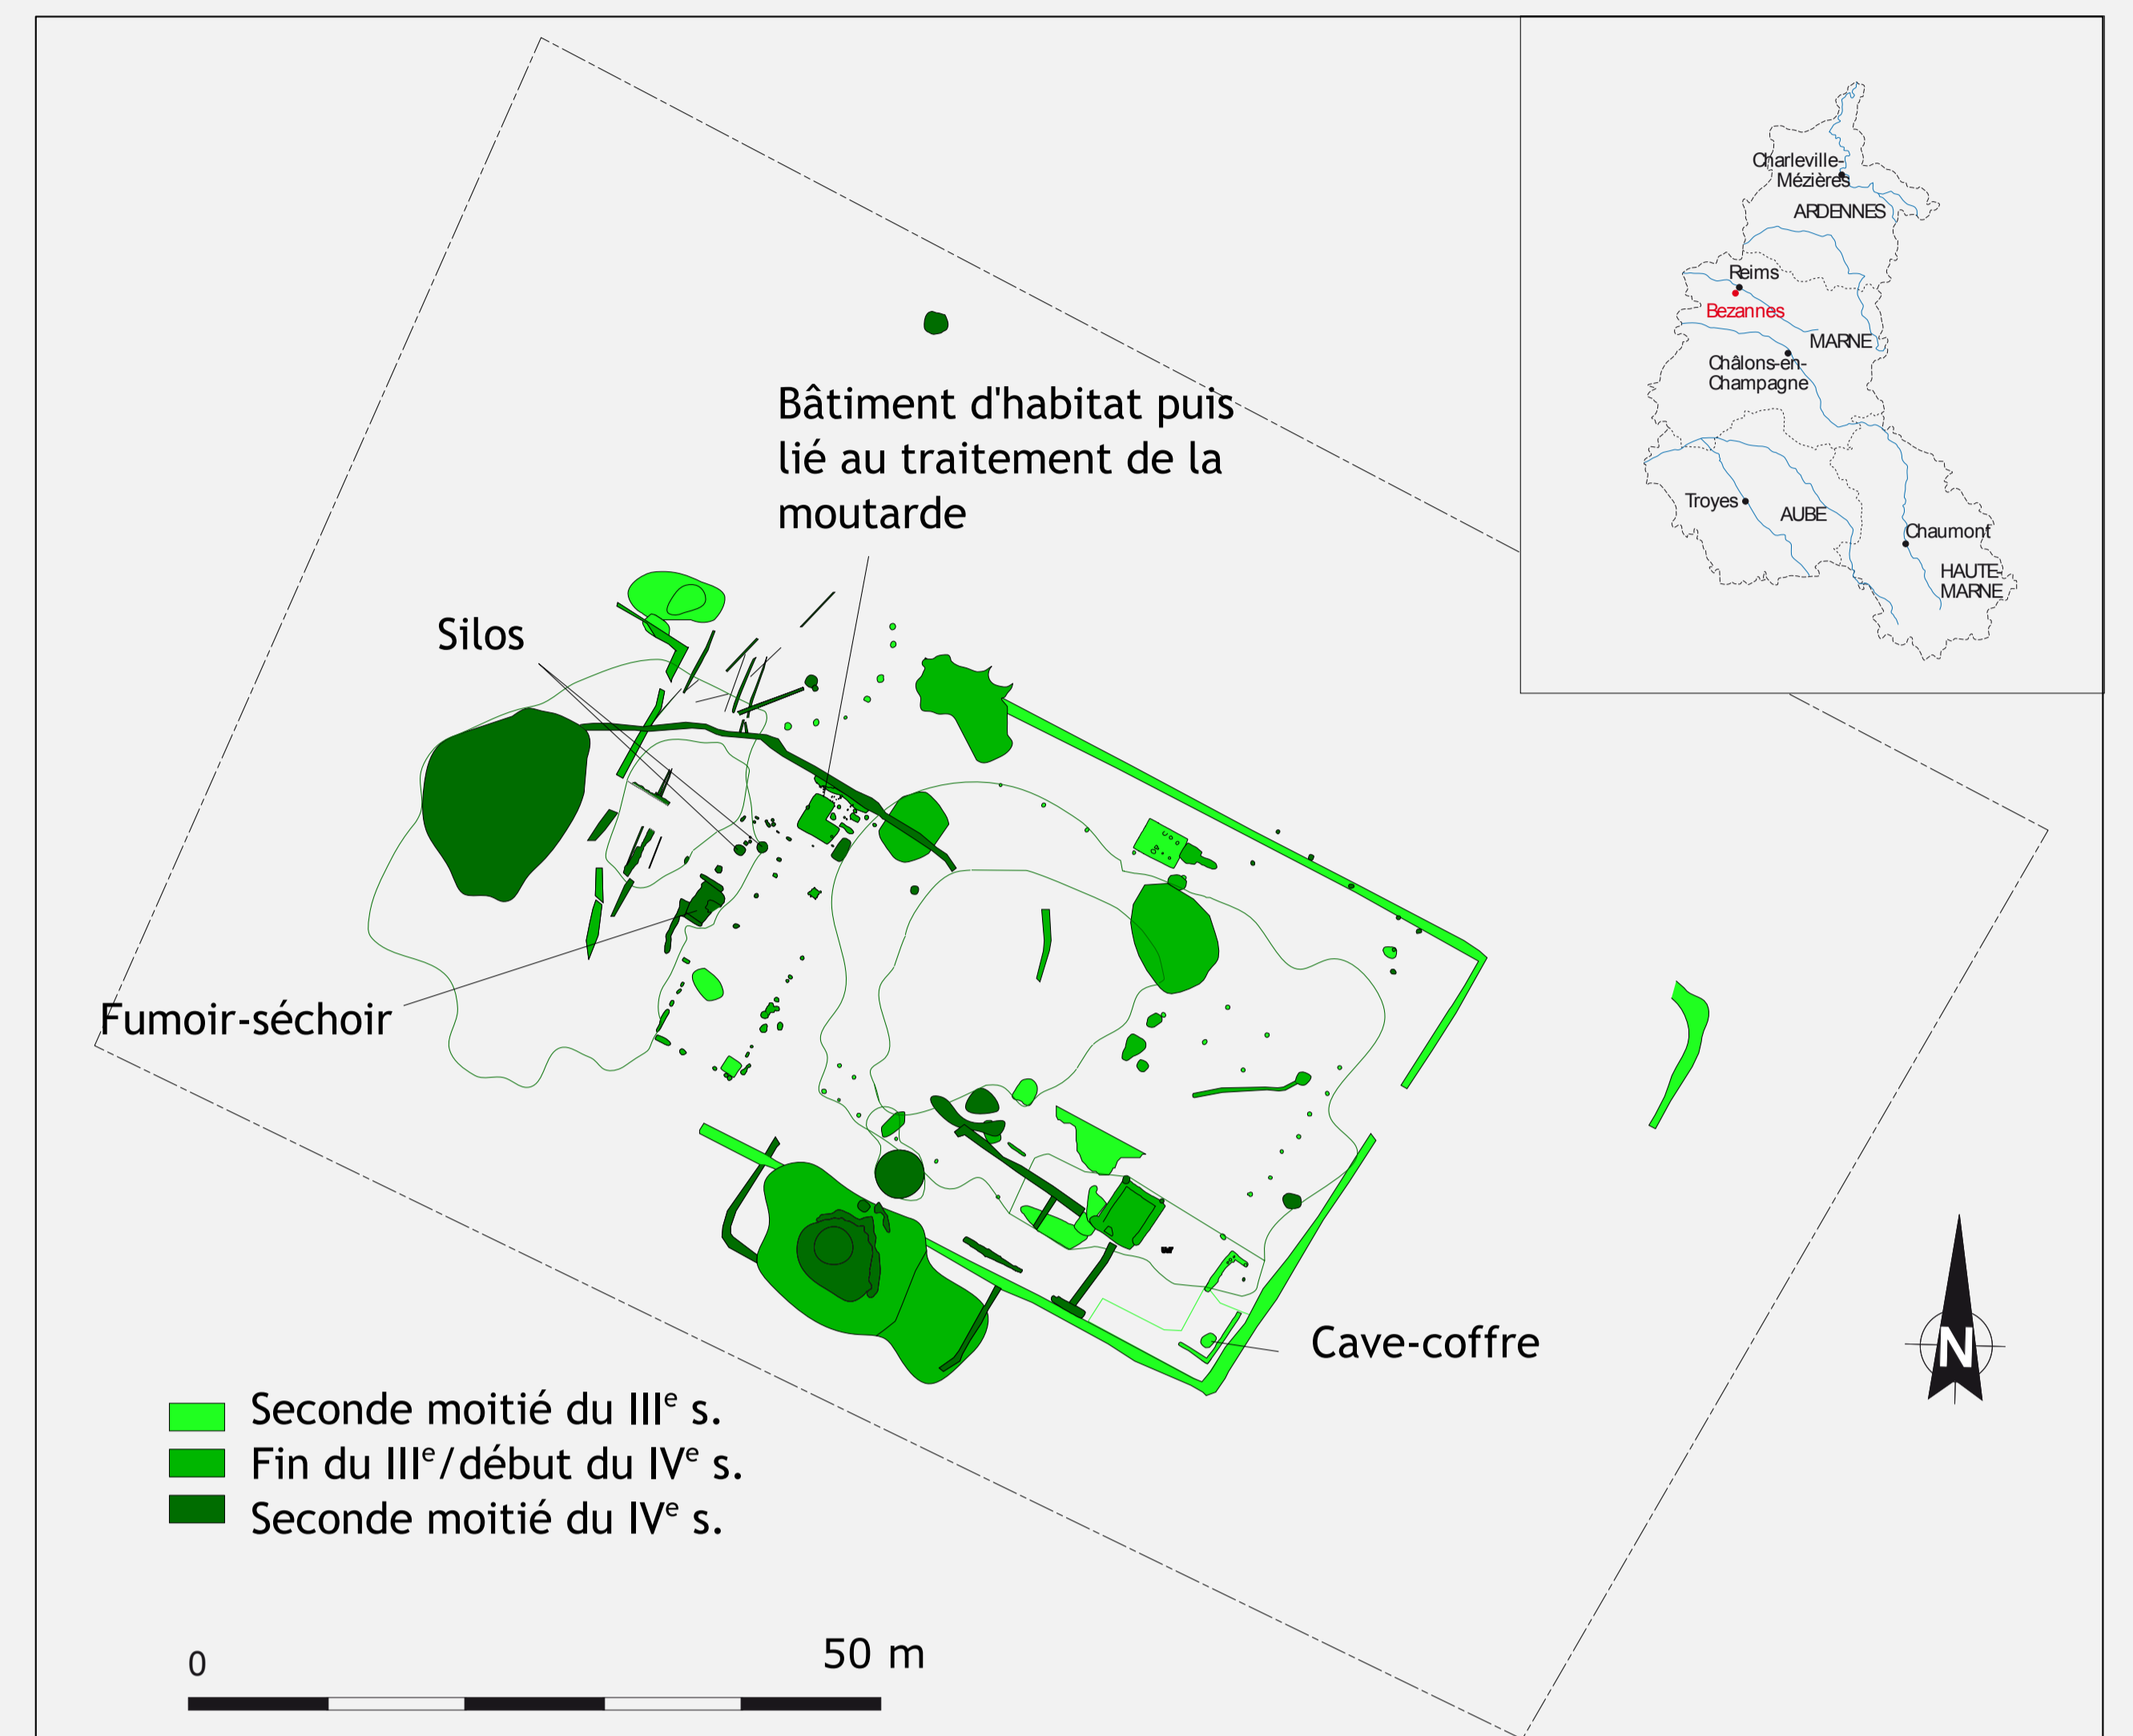 Bâtiment d'habitat puis
lié au traitement de la
moutarde
Silos
Fumoir-séchoir
Cave-coffre
Seconde moitié du IIIe s.
Fin du IIIe/début du IVe s.
Seconde moitié du IVe s.
0
50 m
N
Charleville-
Mézières
ARDENNES
Reims
Bezannes
MARNE
Châlons-en-
Champagne
Troyes
AUBE
Chaumont
HAUTE-
MARNE